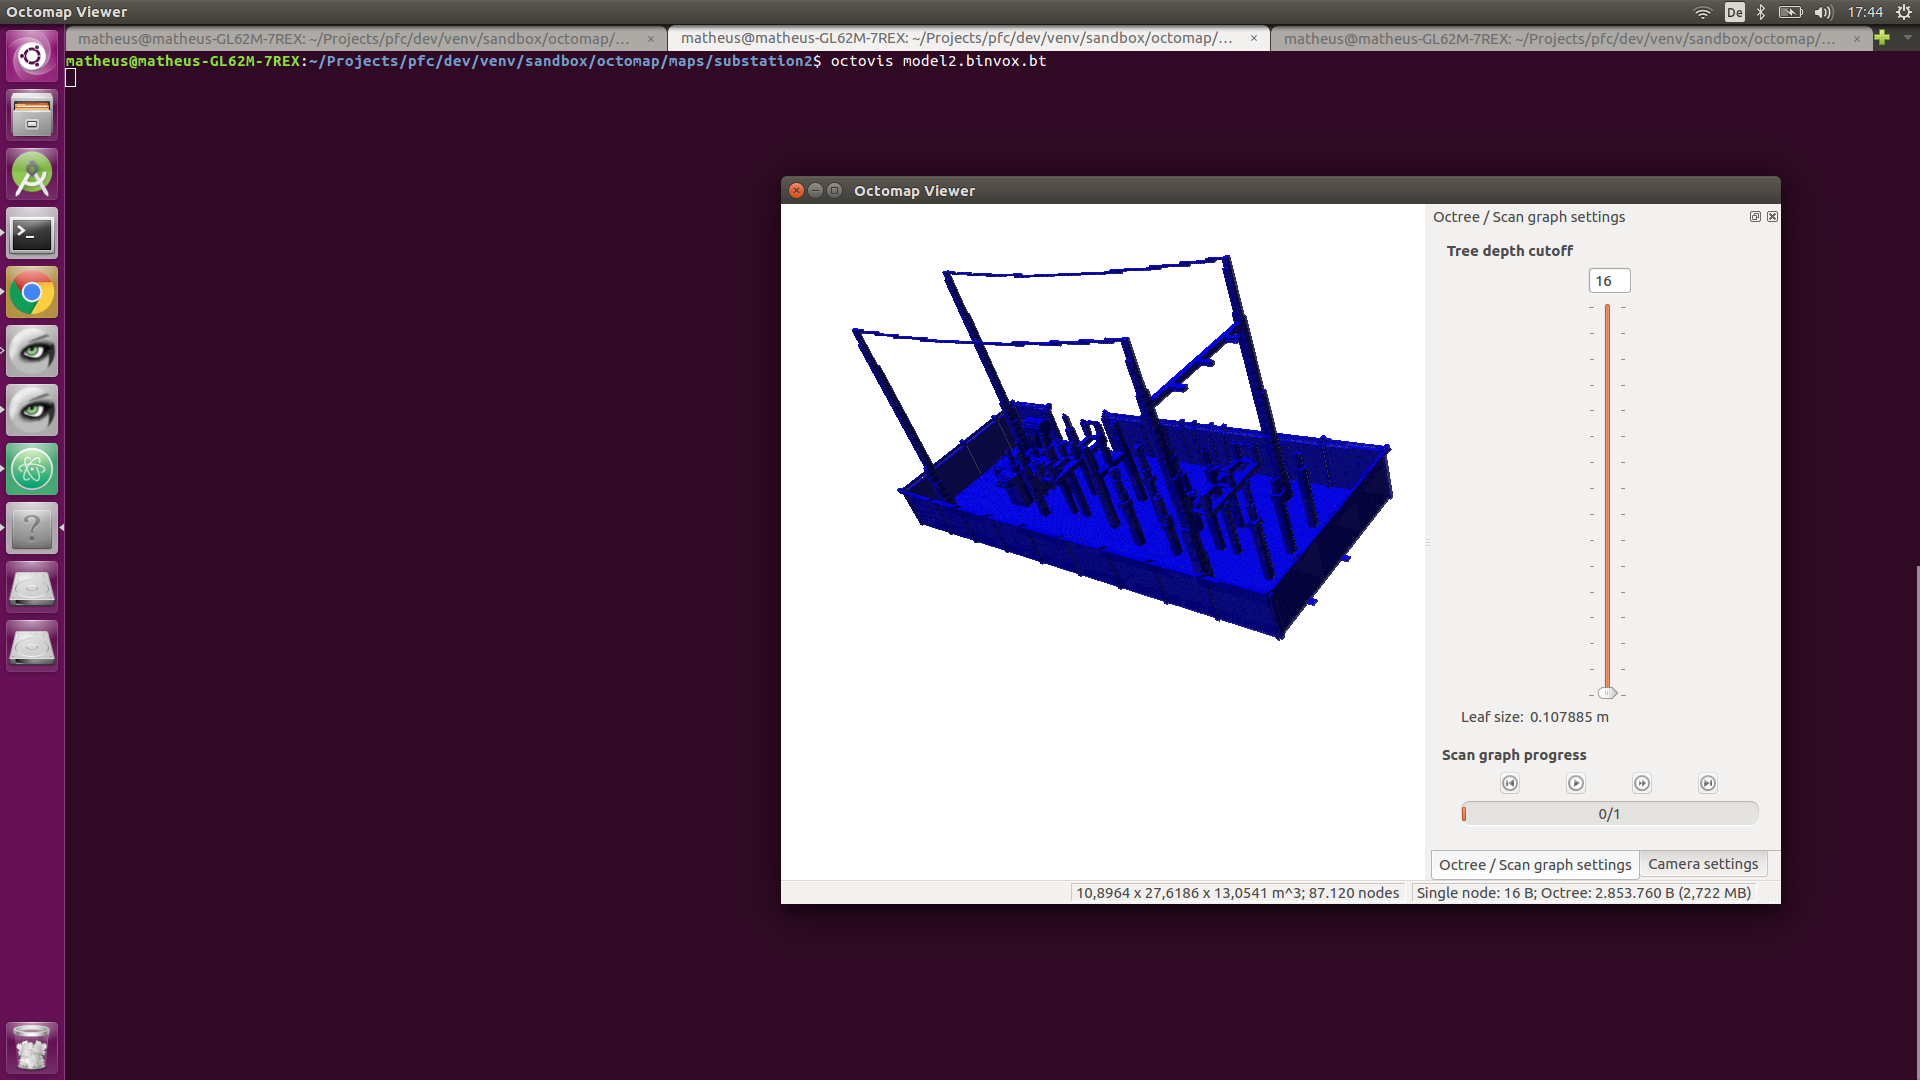 Octomap Viewer
De
17:44
matheus@matheus-GL62M-7REX: ~/Projects/pfc/dev/venv/sandbox/octomap/... ×
matheus@matheus-GL62M-7REX: ~/Projects/pfc/dev/venv/sandbox/octomap/... ×
matheus@matheus-GL62M-7REX: ~/Projects/pfc/dev/venv/sandbox/octomap/... ×
matheus@matheus-GL62M-7REX:~/Projects/pfc/dev/venv/sandbox/octomap/maps/substation2$ octovis model2.binvox.bt
Octomap Viewer
Octree / Scan graph settings
Tree depth cutoff
16
Leaf size: 0.107885 m
Scan graph progress
0/1
Octree / Scan graph settings
Camera settings
10,8964 x 27,6186 x 13,0541 m^3; 87.120 nodes
Single node: 16 B; Octree: 2.853.760 B (2,722 MB)